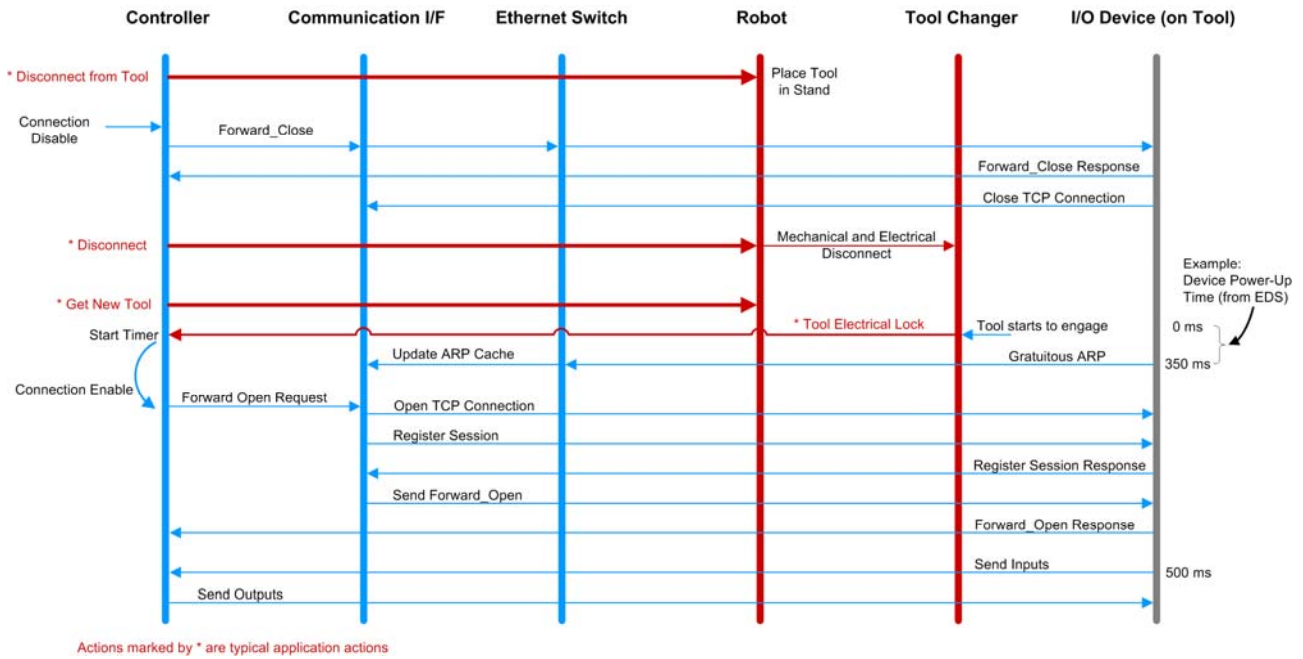 Controller
Communication I/F
Ethernet Switch
Robot
Tool Changer
I/O Device (on Tool)
* Disconnect from Tool
Place Tool
in Stand
Connection
Disable
Forward_Close
Forward_Close Response
Close TCP Connection
* Disconnect
Mechanical and Electrical
Disconnect
Example:
Device Power-Up
Time (from EDS)
* Get New Tool
Start Timer
* Tool Electrical Lock
Tool starts to engage
0 ms
Update ARP Cache
Gratuitous ARP
350 ms
Connection Enable
Forward Open Request
Open TCP Connection
Register Session
Register Session Response
Send Forward_Open
Forward_Open Response
Send Inputs
500 ms
Send Outputs
Actions marked by * are typical application actions